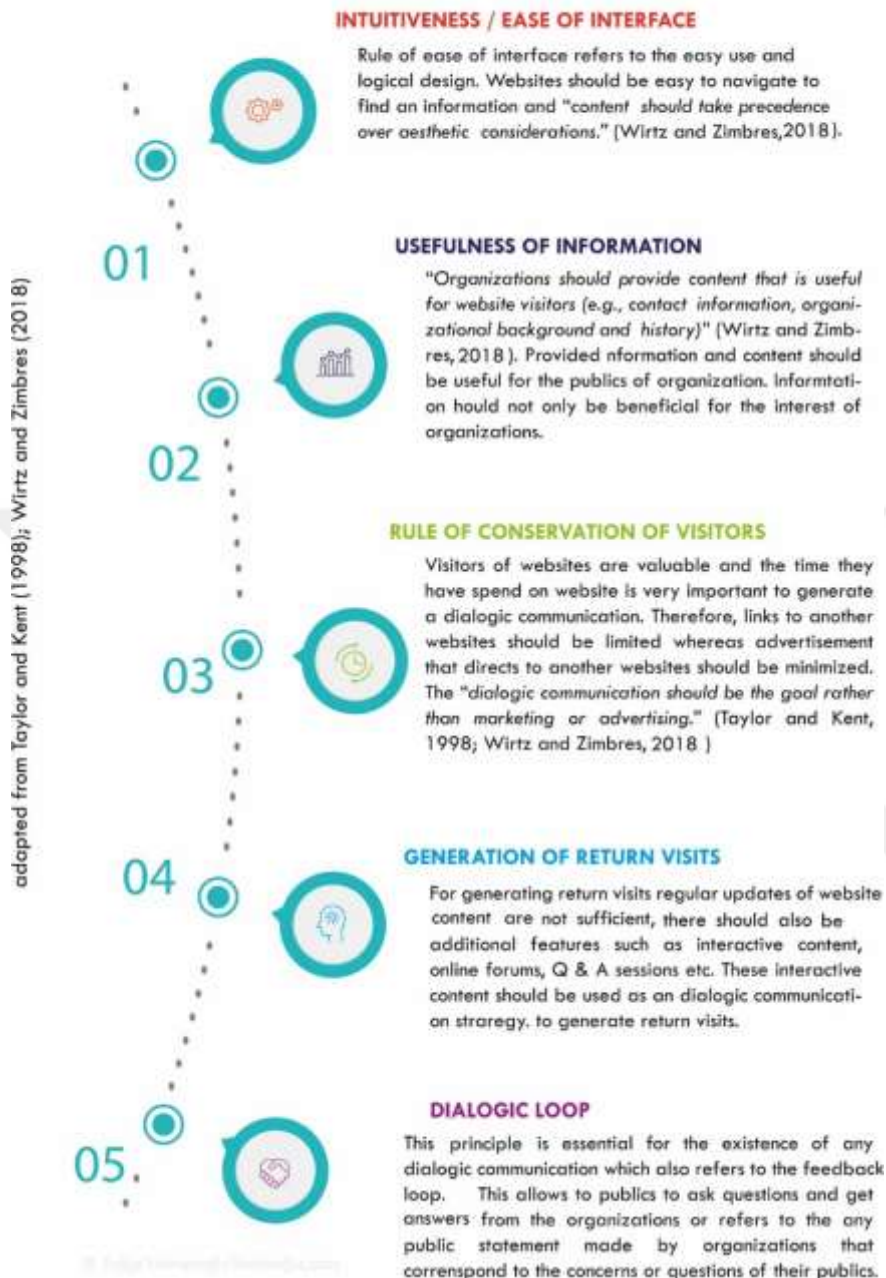 INTUITIVENESS / EASE OF INTERFACE
Rule of ease of interface refers to the easy use and
logical design. Websites should be easy to navigate to
find an information and "content should take precedence
over aesthetic considerations." (Wirtz and Zimbres,2018).
01
USEFULNESS OF INFORMATION
"Organizations should provide content that is useful
for website visitors (e.g., contact information, organi-
zational background and history)" (Wirtz and Zimb-
res, 2018). Provided nformation and content should
be useful for the publics of organization. Informtati-
on hould not only be beneficial for the interest of
organizations.
02
RULE OF CONSERVATION OF VISITORS
Visitors of websites are valuable and the time they
have spend on website is very important to generate
a dialogic communication. Therefore, links to another
websites should be limited whereas advertisement
that directs to another websites should be minimized.
The "dialogic communication should be the goal rather
than marketing or advertising." (Taylor and Kent,
1998; Wirtz and Zimbres, 2018 )
03
GENERATION OF RETURN VISITS
For generating return visits regular updates of website
content are not sufficient, there should also be
additional features such as interactive content,
online forums, Q & A sessions etc. These interactive
content should be used as an dialogic communicati-
on straregy. to generate return visits.
04
DIALOGIC LOOP
This principle is essential for the existence of any
dialogic communication which also refers to the feedback
loop. This allows to publics to ask questions and get
answers from the organizations or refers to the any
public statement made by organizations that
correnspond to the concerns or questions of their publics.
05
adapted from Taylor and Kent (1998); Wirtz and Zimbres (2018)